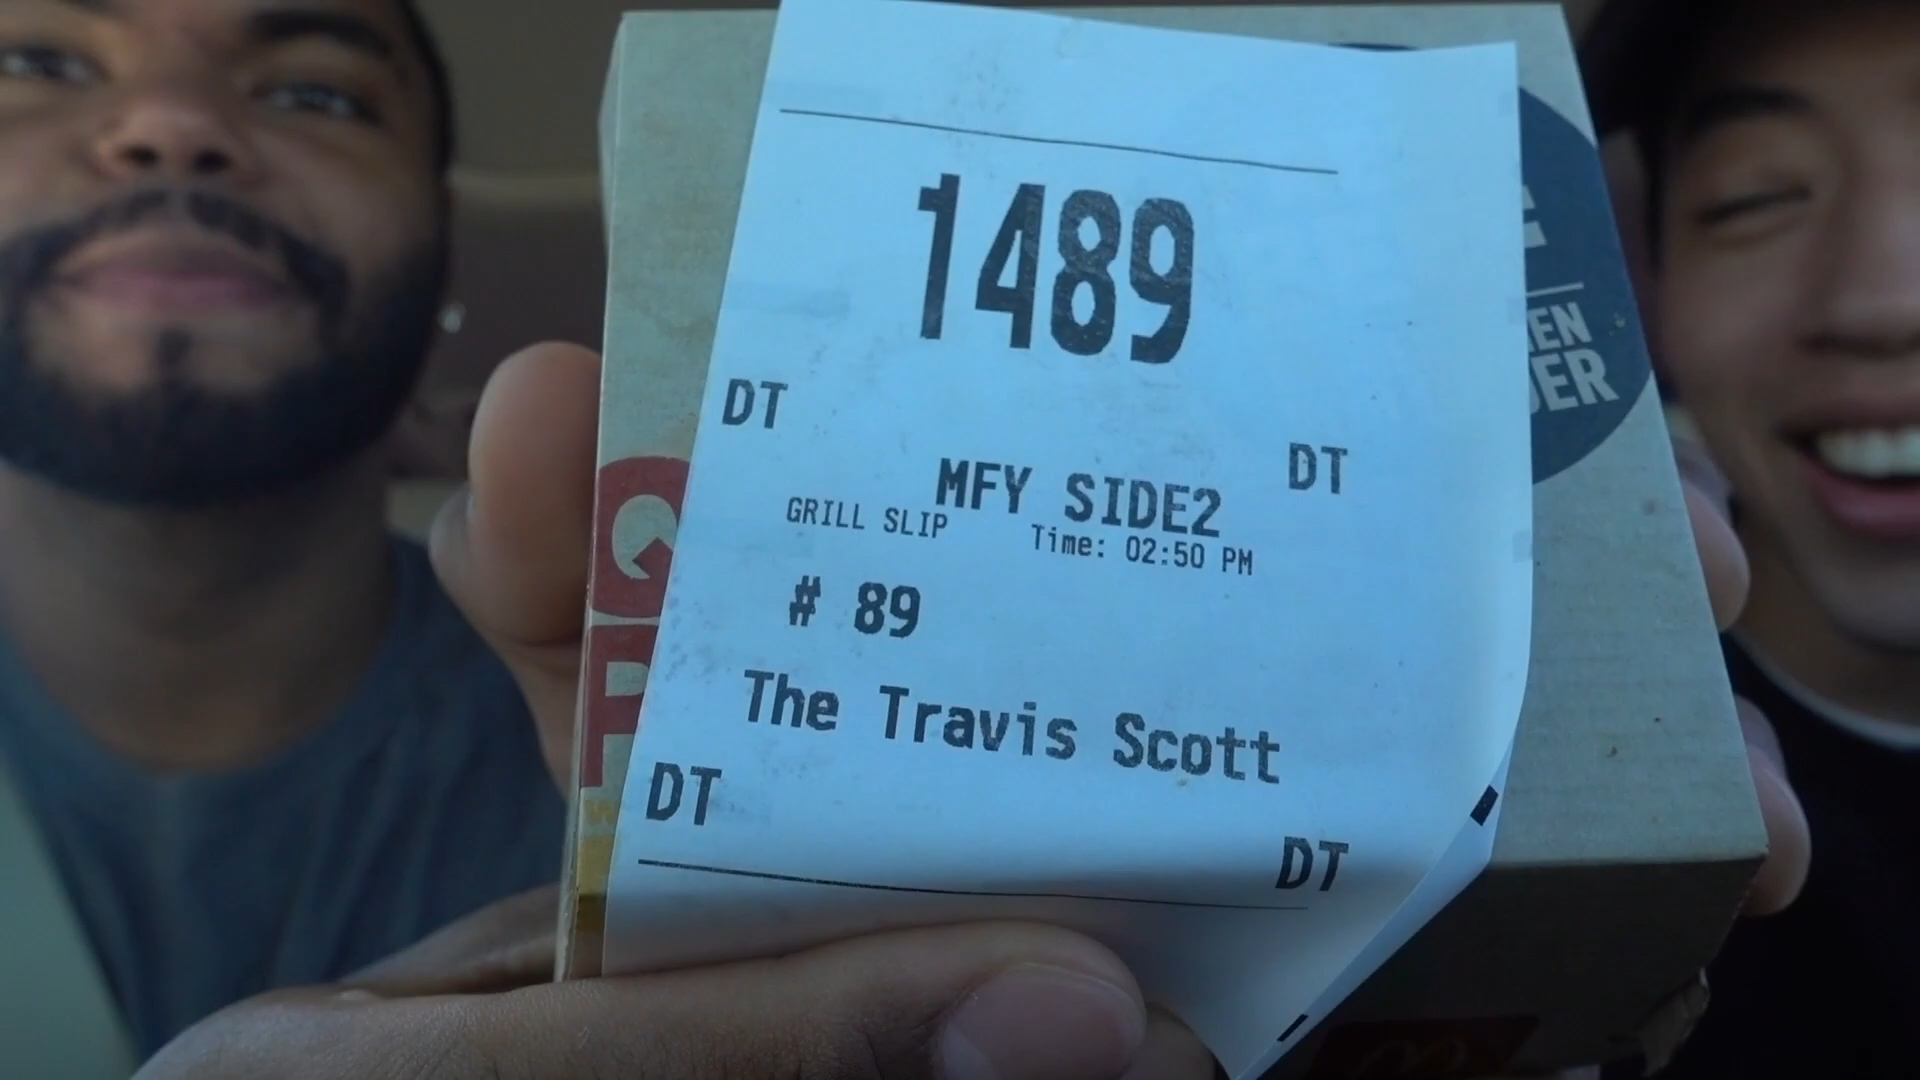 1489
DT
DT
MFY SIDE2
GRILL SLIP Time: 02:50 PM
# 89
The Travis Scott
DT
DT